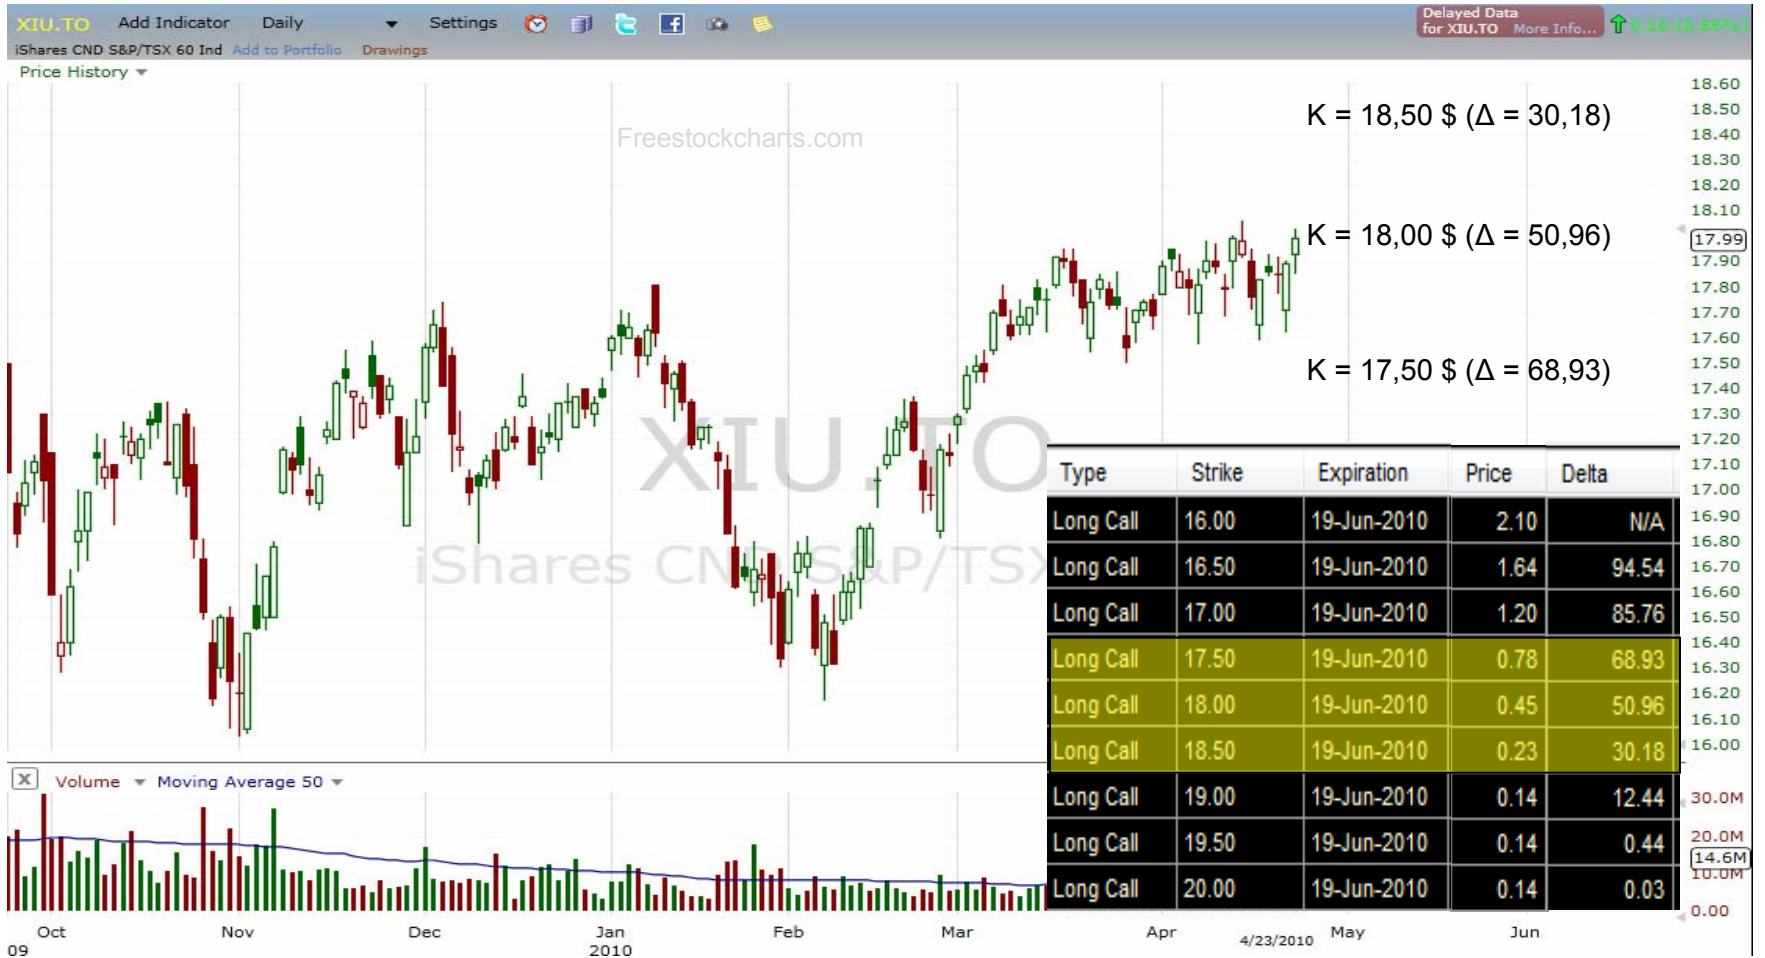 XIU.TO Add Indicator Daily Settings Delayed Data
for XIU.TO More Info... 0.10 (0.55%)
iShares CND S&P/TSX 60 Ind Add to Portfolio Drawings
Price History
Freestockcharts.com
K = 18,50 $ (Δ = 30,18)
K = 18,00 $ (Δ = 50,96)
K = 17,50 $ (Δ = 68,93)
XIU.TO
iShares CND S&P/TSX
18.60
18.50
18.40
18.30
18.20
18.10
17.99
17.90
17.80
17.70
17.60
17.50
17.40
17.30
17.20
17.10
17.00
16.90
16.80
16.70
16.60
16.50
16.40
16.30
16.20
16.10
16.00
Type Strike Expiration Price Delta
Long Call 16.00 19-Jun-2010 2.10 N/A
Long Call 16.50 19-Jun-2010 1.64 94.54
Long Call 17.00 19-Jun-2010 1.20 85.76
Long Call 17.50 19-Jun-2010 0.78 68.93
Long Call 18.00 19-Jun-2010 0.45 50.96
Long Call 18.50 19-Jun-2010 0.23 30.18
Long Call 19.00 19-Jun-2010 0.14 12.44
Long Call 19.50 19-Jun-2010 0.14 0.44
Long Call 20.00 19-Jun-2010 0.14 0.03
X Volume Moving Average 50
30.0M
20.0M
14.6M
10.0M
0.00
Oct Nov Dec Jan Feb Mar Apr 4/23/2010 May Jun
09 2010